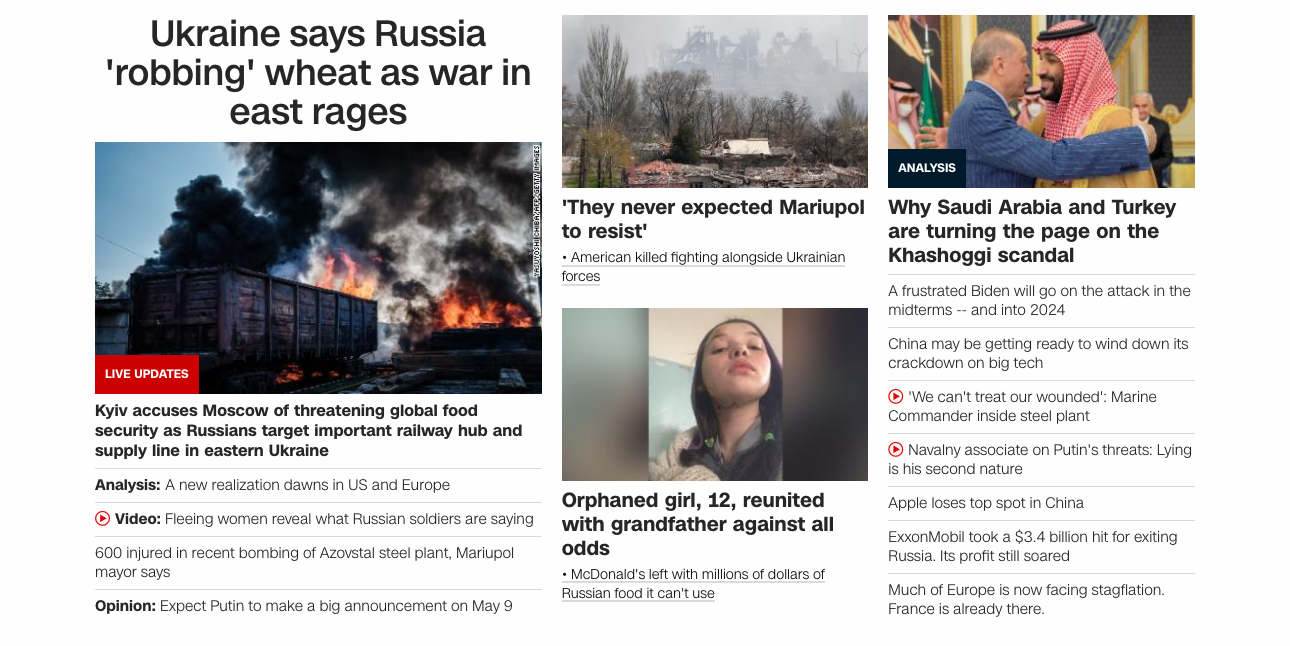 Ukraine says Russia
'robbing' wheat as war in
east rages
YASUYOSHI CHIBA/AFP/GETTY IMAGES
LIVE UPDATES
Kyiv accuses Moscow of threatening global food
security as Russians target important railway hub and
supply line in eastern Ukraine
Analysis: A new realization dawns in US and Europe
Video: Fleeing women reveal what Russian soldiers are saying
600 injured in recent bombing of Azovstal steel plant, Mariupol
mayor says
Opinion: Expect Putin to make a big announcement on May 9
'They never expected Mariupol
to resist'
• American killed fighting alongside Ukrainian
forces
Orphaned girl, 12, reunited
with grandfather against all
odds
• McDonald's left with millions of dollars of
Russian food it can't use
ANALYSIS
Why Saudi Arabia and Turkey
are turning the page on the
Khashoggi scandal
A frustrated Biden will go on the attack in the
midterms -- and into 2024
China may be getting ready to wind down its
crackdown on big tech
'We can't treat our wounded': Marine
Commander inside steel plant
Navalny associate on Putin's threats: Lying
is his second nature
Apple loses top spot in China
ExxonMobil took a $3.4 billion hit for exiting
Russia. Its profit still soared
Much of Europe is now facing stagflation.
France is already there.